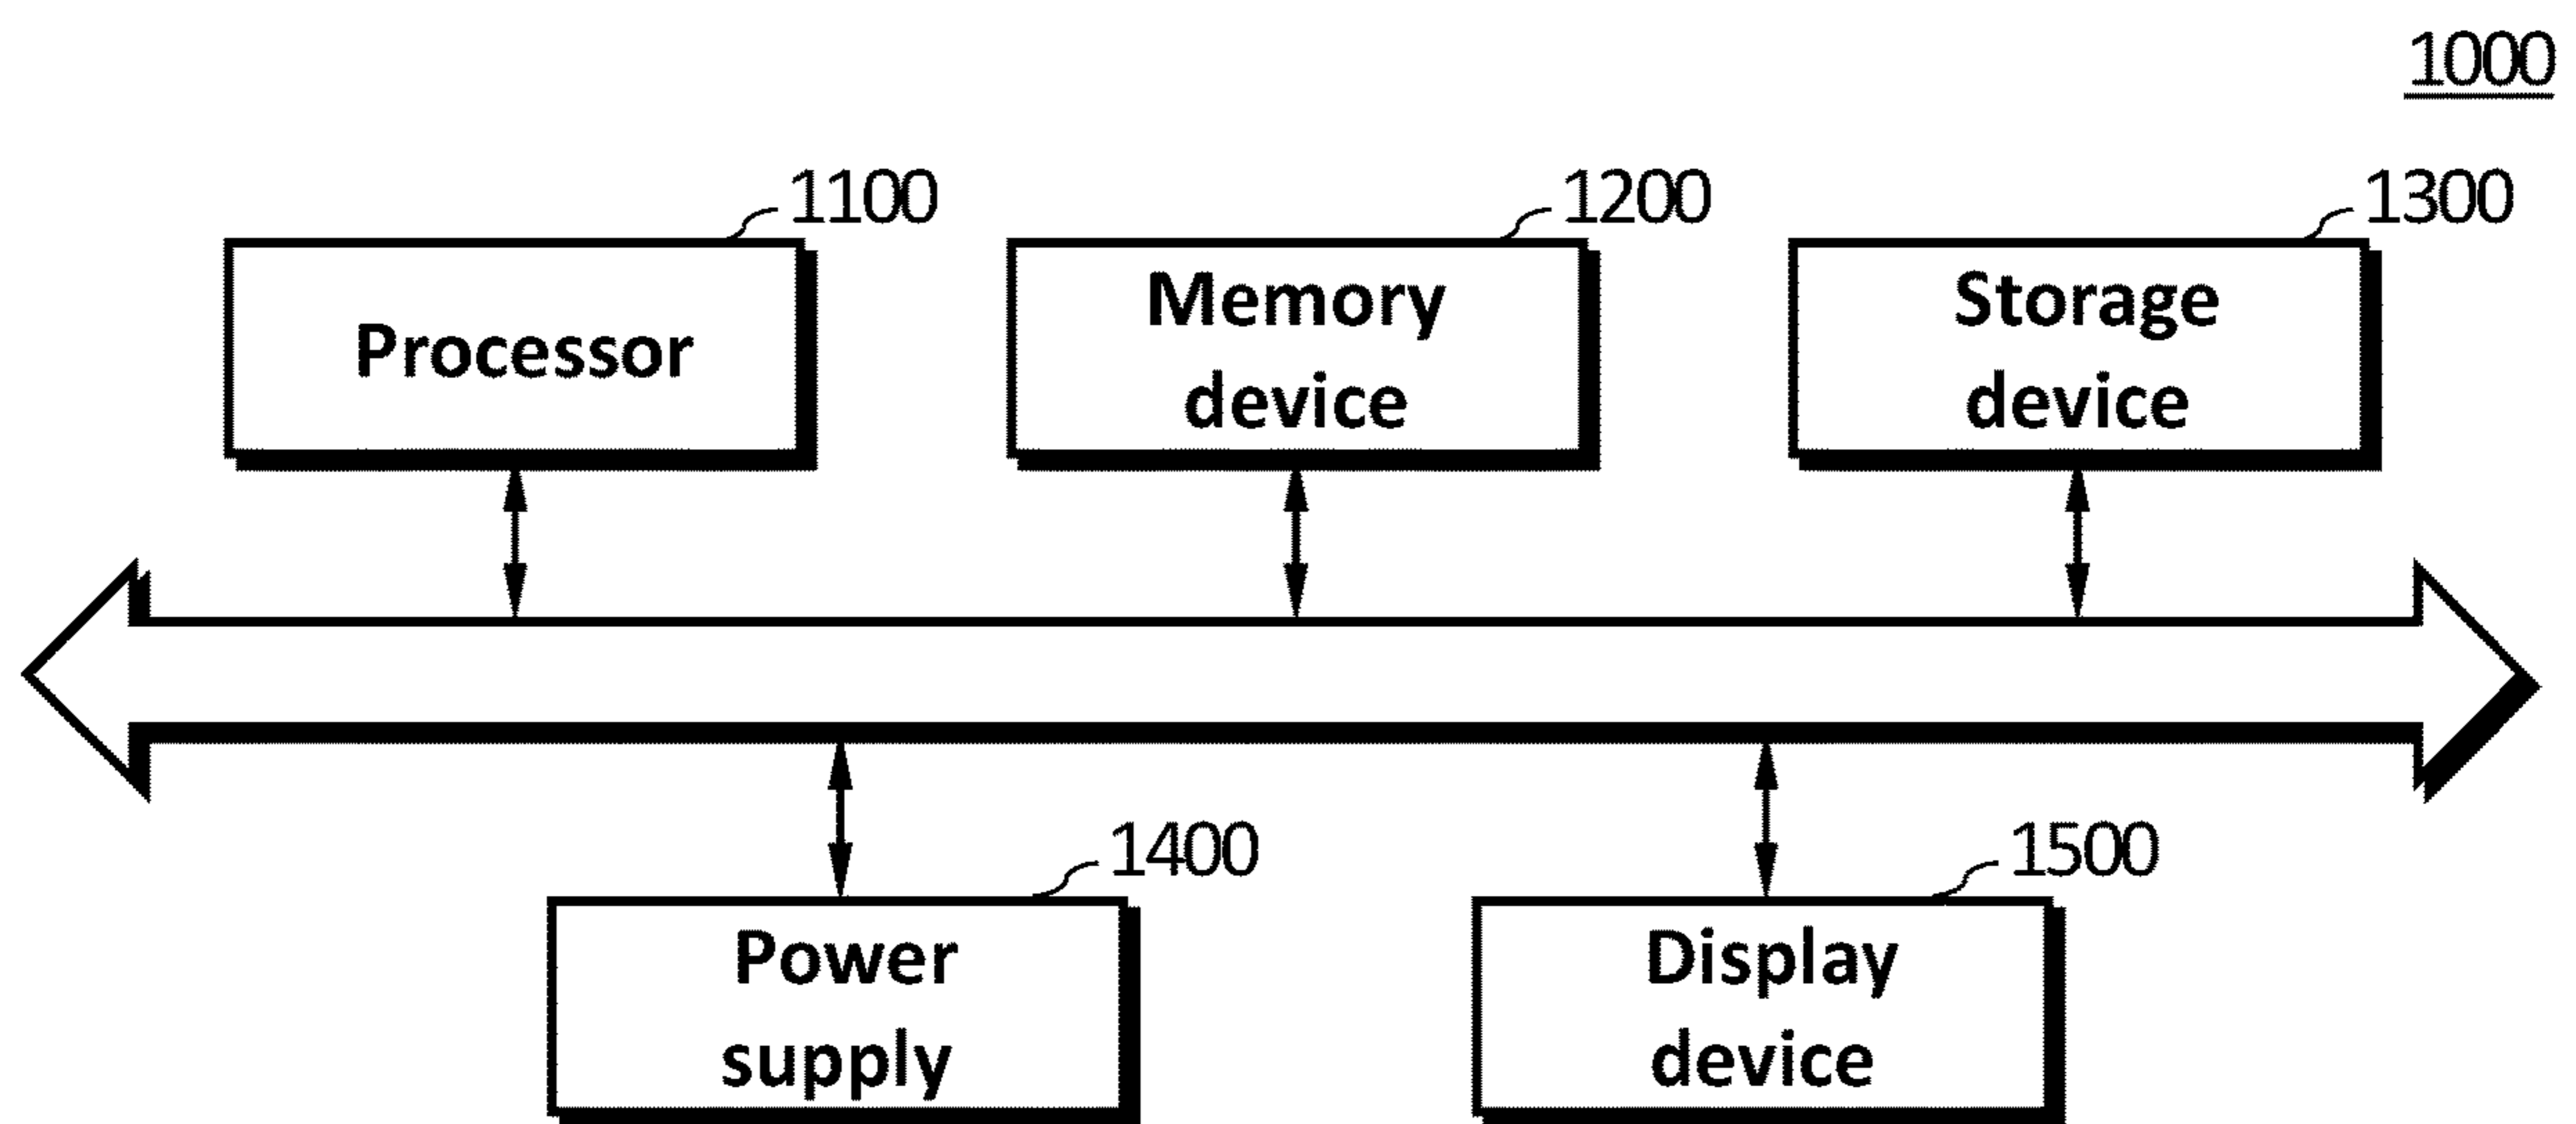 1000
1100
1200
1300
Processor
Memory
device
Storage
device
1400
1500
Power
supply
Display
device